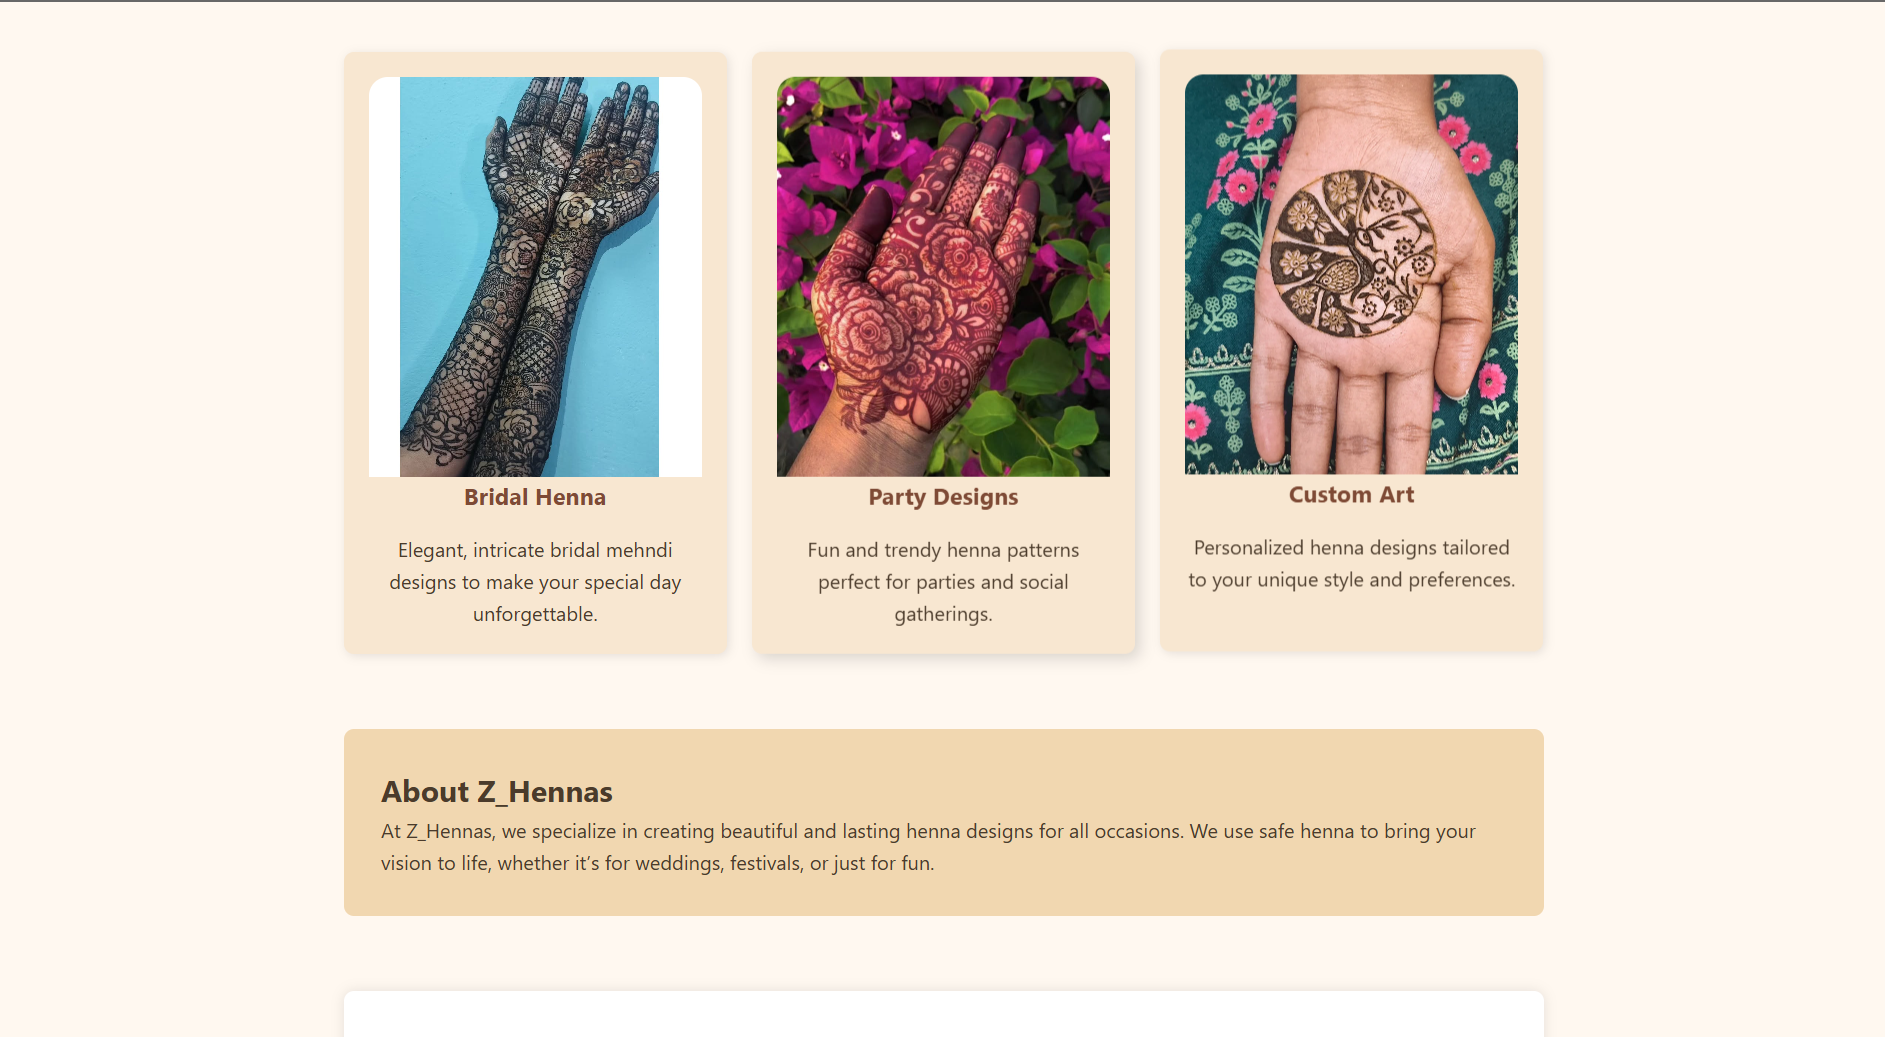 Bridal Henna
Elegant, intricate bridal mehndi
designs to make your special day
unforgettable.
Party Designs
Fun and trendy henna patterns
perfect for parties and social
gatherings.
Custom Art
Personalized henna designs tailored
to your unique style and preferences.
About Z_Hennas
At Z_Hennas, we specialize in creating beautiful and lasting henna designs for all occasions. We use safe henna to bring your
vision to life, whether it’s for weddings, festivals, or just for fun.